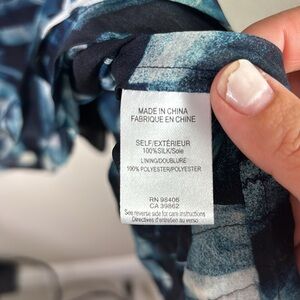 MADE IN CHINA
FABRIQUE EN CHINE
SELF/EXTÉRIEUR
100%SILK/Soie
LINING/DOUBLURE
100% POLYESTER/POLYESTER
RN 98406
CA 39862
See reverse side for care instructions
Directives d'entretien au verso